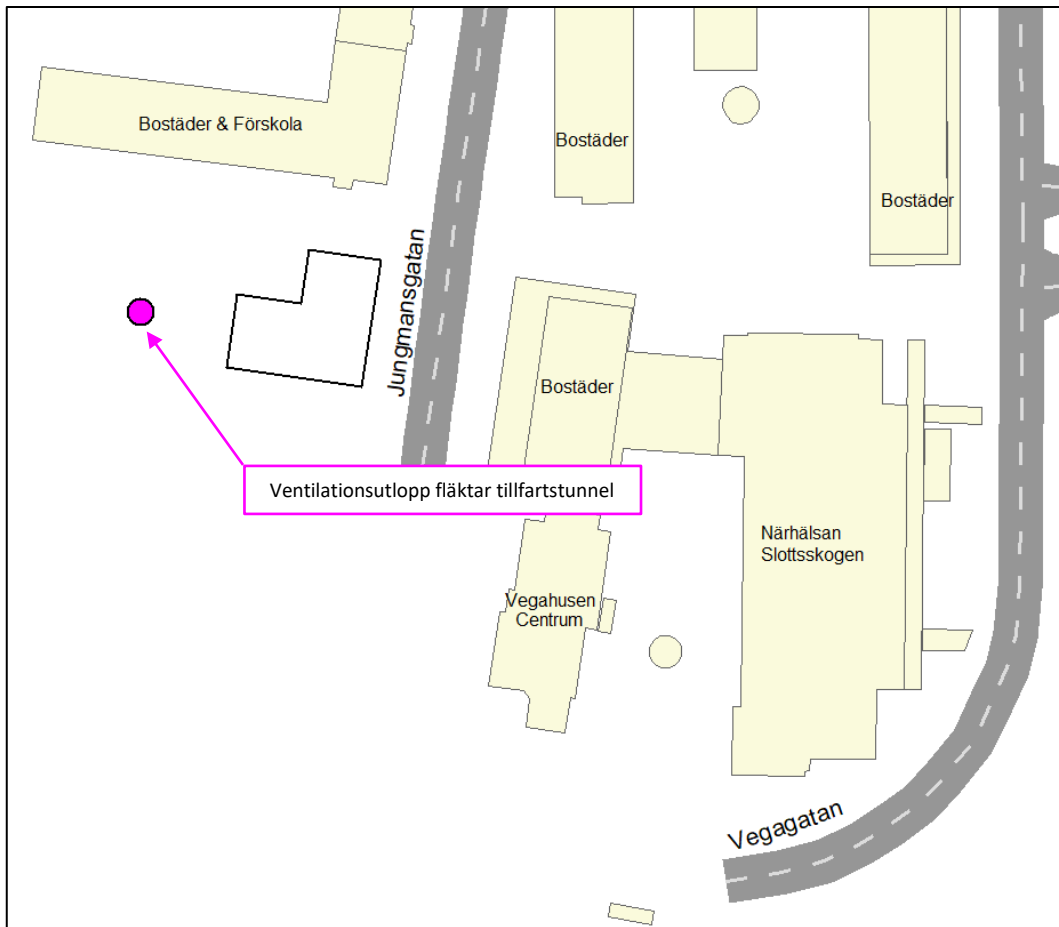 Bostäder & Förskola
Bostäder
Bostäder
Jungmansgatan
Bostäder
Ventilationsutlopp fläktar tillfartstunnel
Närhälsan
Slottsskogen
Vegahusen
Centrum
Vegagatan